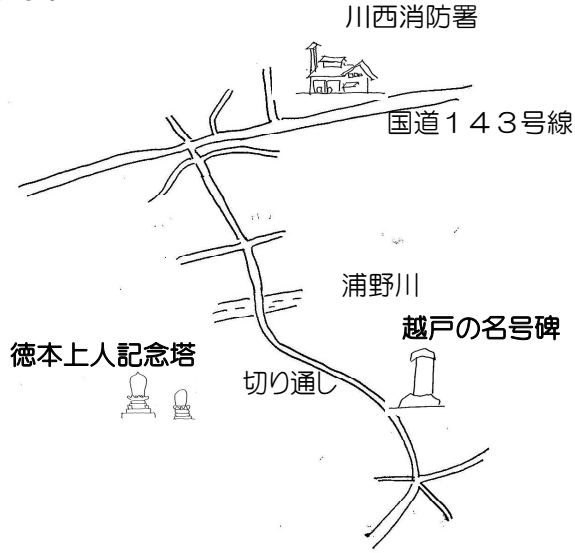 川西消防署
国道１４３号線
浦野川
越戸の名号碑
徳本上人記念塔
切り通し